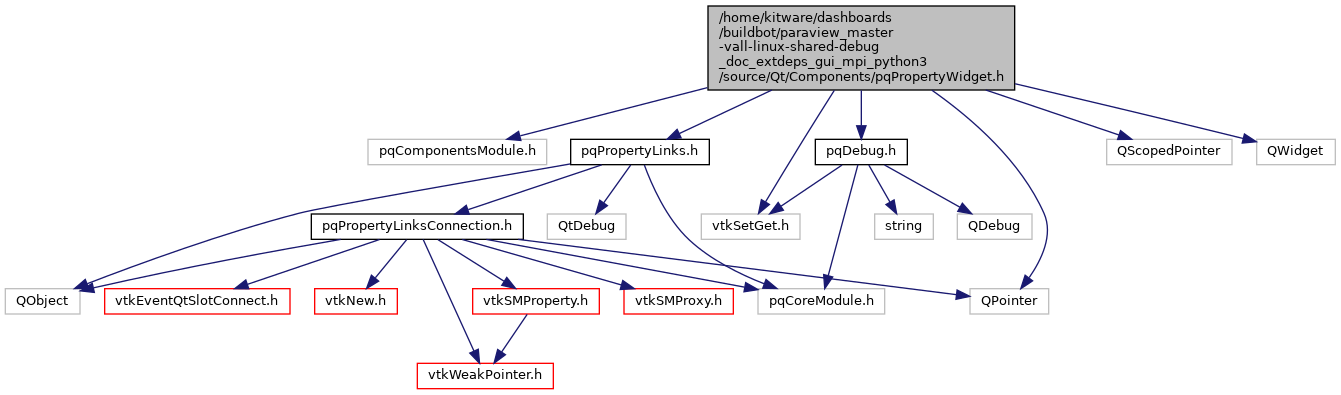 /home/kitware/dashboards
/buildbot/paraview_master
-vall-linux-shared-debug
_doc_extdeps_gui_mpi_python3
/source/Qt/Components/pqPropertyWidget.h
pqComponentsModule.h
pqPropertyLinks.h
pqDebug.h
QScopedPointer
QWidget
pqPropertyLinksConnection.h
QtDebug
vtkSetGet.h
string
QDebug
QObject
vtkEventQtSlotConnect.h
vtkNew.h
vtkSMProperty.h
vtkSMProxy.h
pqCoreModule.h
QPointer
vtkWeakPointer.h